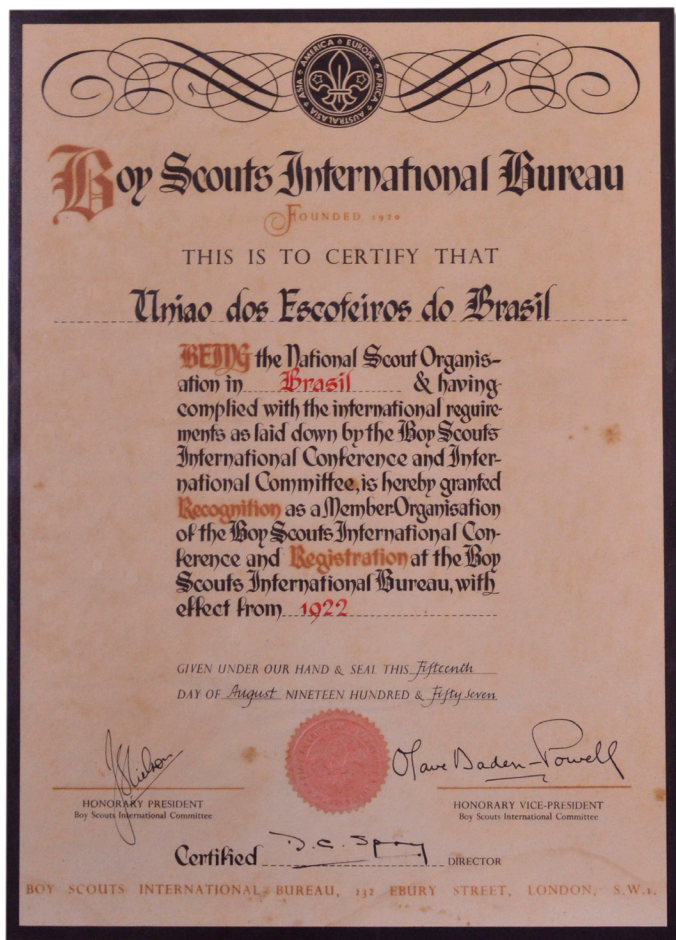 ASIA ✦ AMERICA ✦ EUROPE ✦ AFRICA ✦ AUSTRALASIA ✦
Boy Scouts International Bureau
FOUNDED 1920
THIS IS TO CERTIFY THAT
Uniao dos Escoteiros do Brasil
BEING the National Scout Organis-
ation in Brasil & having
complied with the international require-
ments as laid down by the Boy Scouts
International Conference and Inter-
national Committee, is hereby granted
Recognition as a Member-Organisation
of the Boy Scouts International Con-
ference and Registration at the Boy
Scouts International Bureau, with
effect from 1922
GIVEN UNDER OUR HAND & SEAL THIS Fifteenth
DAY OF August NINETEEN HUNDRED & Fifty seven
Olave Baden-Powell
HONORARY PRESIDENT
Boy Scouts International Committee
HONORARY VICE-PRESIDENT
Boy Scouts International Committee
Certified D. C. Spry DIRECTOR
BOY SCOUTS INTERNATIONAL BUREAU, 132 EBURY STREET, LONDON, S.W.1.